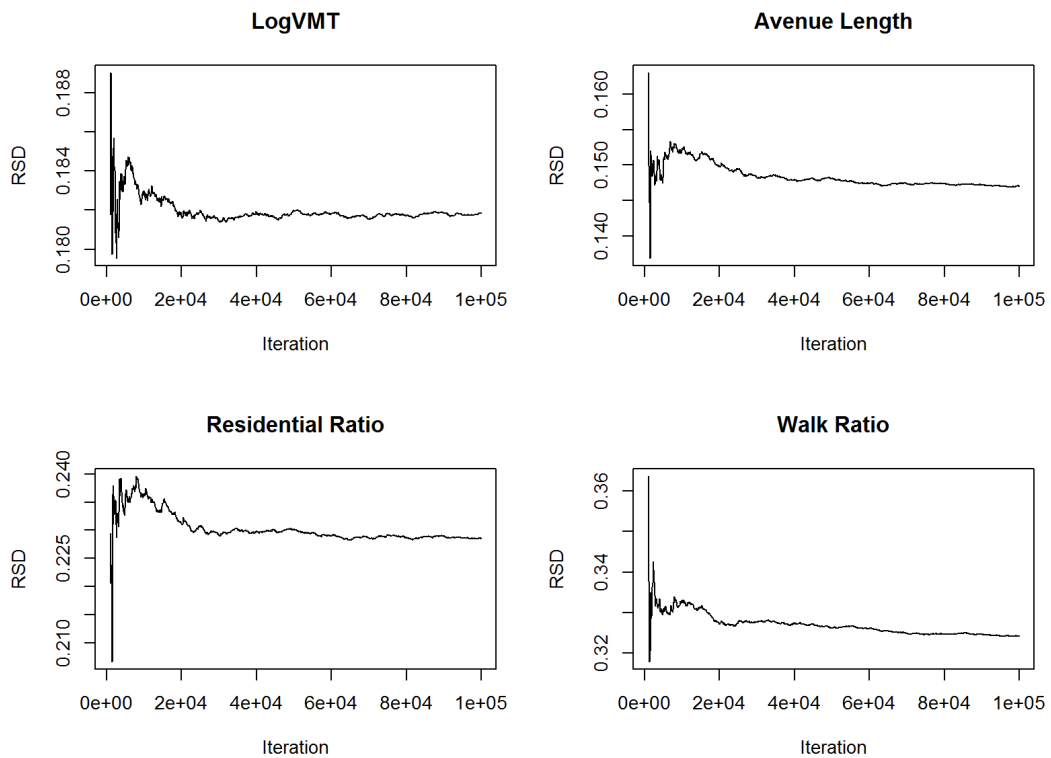 LogVMT
RSD
0.188
0.184
0.180
0e+00 2e+04 4e+04 6e+04 8e+04 1e+05
Iteration
Avenue Length
RSD
0.160
0.150
0.140
0e+00 2e+04 4e+04 6e+04 8e+04 1e+05
Iteration
Residential Ratio
RSD
0.240
0.225
0.210
0e+00 2e+04 4e+04 6e+04 8e+04 1e+05
Iteration
Walk Ratio
RSD
0.36
0.34
0.32
0e+00 2e+04 4e+04 6e+04 8e+04 1e+05
Iteration